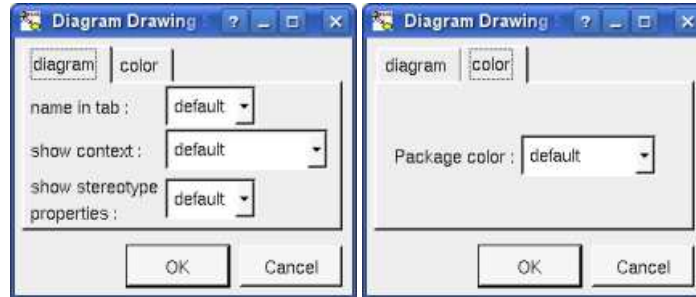 Diagram Drawing
diagram color
name in tab : default
show context : default
show stereotype
properties : default
OK Cancel
Diagram Drawing
diagram color
Package color : default
OK Cancel